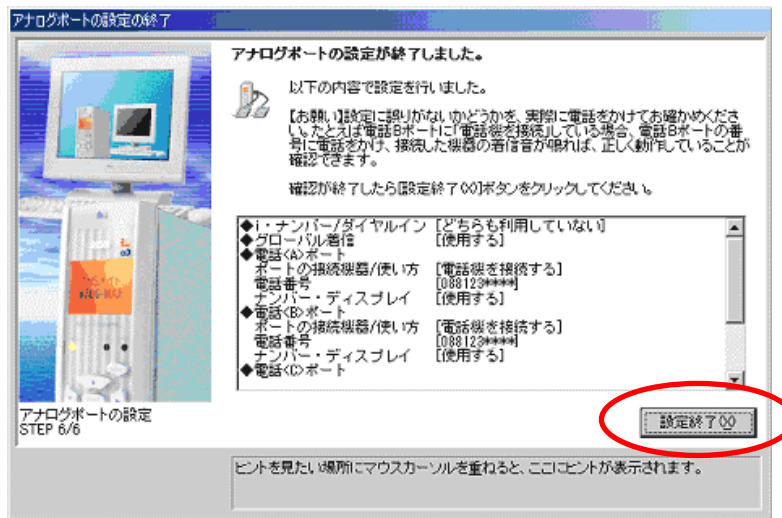 アナログポートの設定の終了
アナログポートの設定が終了しました。
以下の内容で設定を行いました。
【お願い】設定に誤りがないかどうかを、実際に電話をかけてお確かめくださ
い。たとえば電話Bポートに「電話機を接続」している場合、電話Bポートの番
号に電話をかけ、接続した機器の着信音が鳴れば、正しく動作していることが
確認できます。
確認が終了したら[設定終了(X)]ボタンをクリックしてください。
◆i・ナンバー/ダイヤルイン [どちらも利用していない]
◆グローバル着信 [使用する]
◆電話<A>ポート
ポートの接続機器/使い方 [電話機を接続する]
電話番号 [088123****]
ナンバー・ディスプレイ [使用する]
◆電話<B>ポート
ポートの接続機器/使い方 [電話機を接続する]
電話番号 [088123****]
ナンバー・ディスプレイ [使用する]
◆電話<C>ポート
アナログポートの設定
STEP 6/6
設定終了(X)
ヒントを見たい場所にマウスカーソルを重ねると、ここにヒントが表示されます。